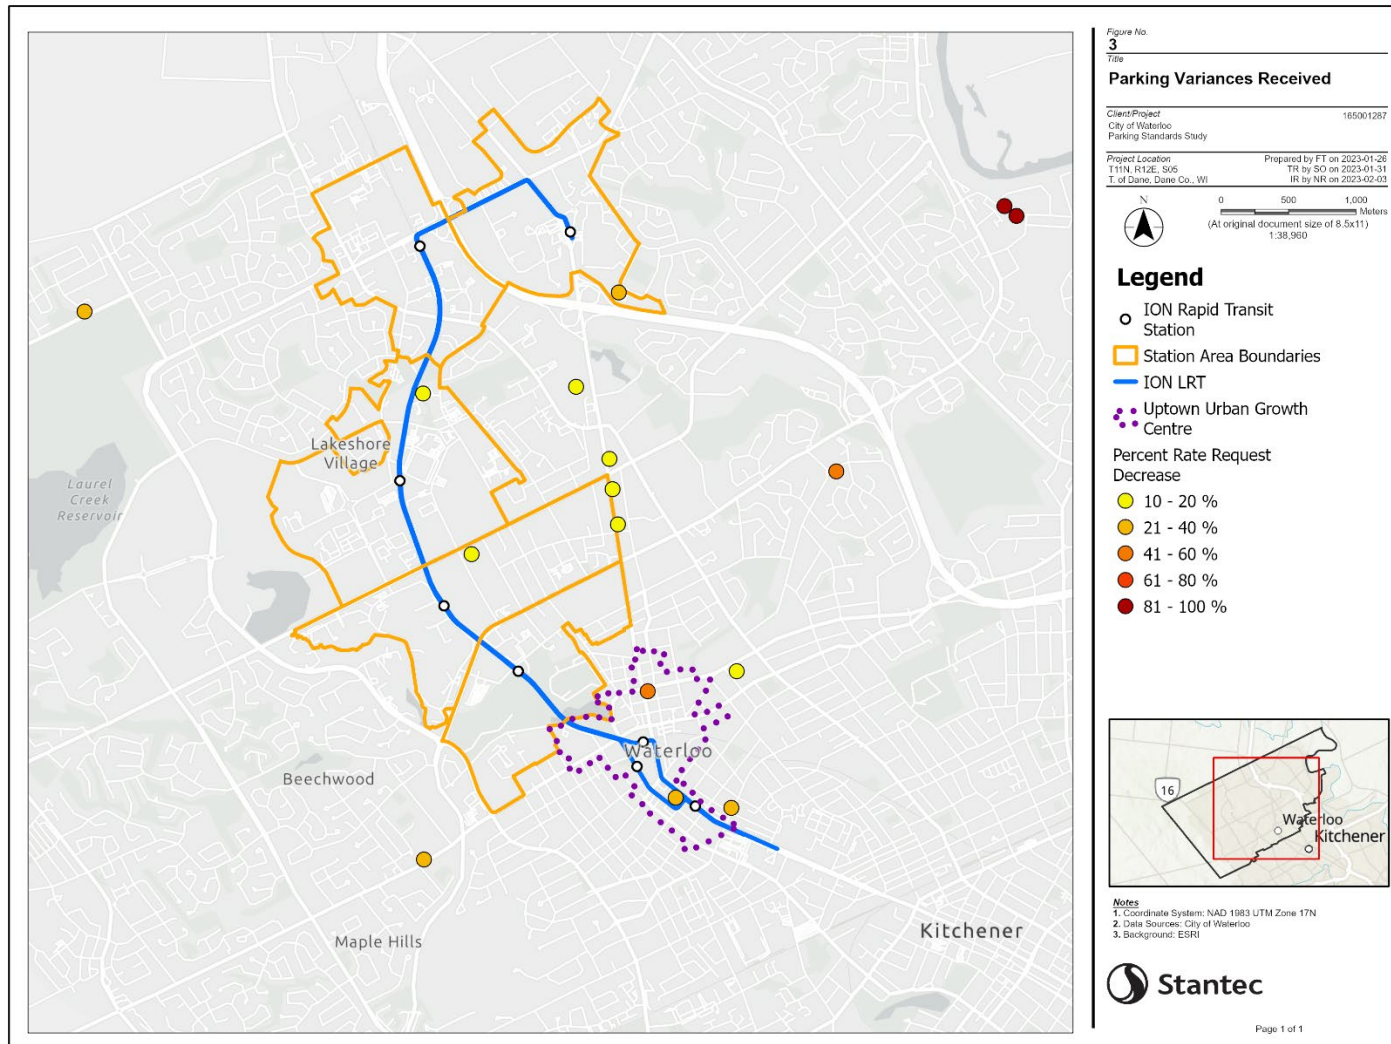 Lakeshore
Village
Laurel
Creek
Reservoir
Waterloo
Beechwood
Maple Hills
Kitchener
Figure No.
3
Title
Parking Variances Received
Client/Project 165001287
City of Waterloo
Parking Standards Study
Project Location Prepared by FT on 2023-01-26
T11N, R12E, S05 TR by SO on 2023-01-31
T. of Dane, Dane Co., WI IR by NR on 2023-02-03
N
0 500 1,000
Meters
(At original document size of 8.5x11)
1:38,960
Legend
ION Rapid Transit
Station
Station Area Boundaries
ION LRT
Uptown Urban Growth
Centre
Percent Rate Request
Decrease
10 - 20 %
21 - 40 %
41 - 60 %
61 - 80 %
81 - 100 %
16
Waterloo
Kitchener
Notes
1. Coordinate System: NAD 1983 UTM Zone 17N
2. Data Sources: City of Waterloo
3. Background: ESRI
Stantec
Page 1 of 1